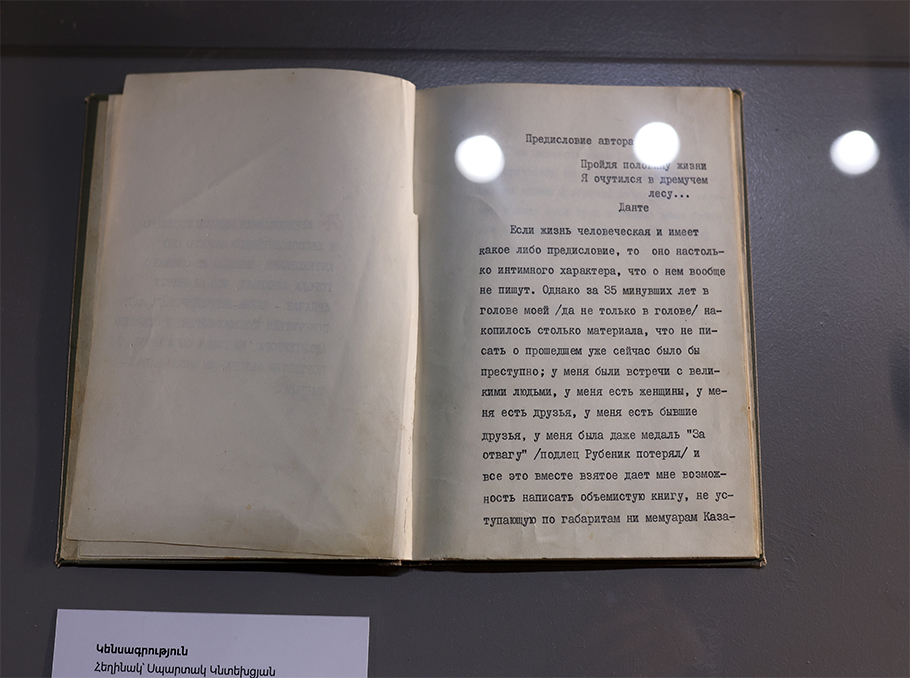 Предисловие автора
Пройдя половину жизни
Я очутился в дремучем
лесу...
Данте
Если жизнь человеческая и имеет
какое либо предисловие, то оно настоль-
ко интимного характера, что о нем вообще
не пишут. Однако за 35 минувших лет в
голове моей /да не только в голове/ на-
копилось столько материала, что не пи-
сать о прошедшем уже сейчас было бы
преступно; у меня были встречи с вели-
кими людьми, у меня есть женщины, у ме-
ня есть друзья, у меня есть бывшие
друзья, у меня была даже медаль "За
отвагу" /подлец Рубеник потерял/ и
все это вместе взятое дает мне возмож-
ность написать объемистую книгу, не ус-
тупающую по габаритам ни мемуарам Каза-
Կենսագրություն
Հեղինակ՝ Սպարտակ Կնտեխցյան